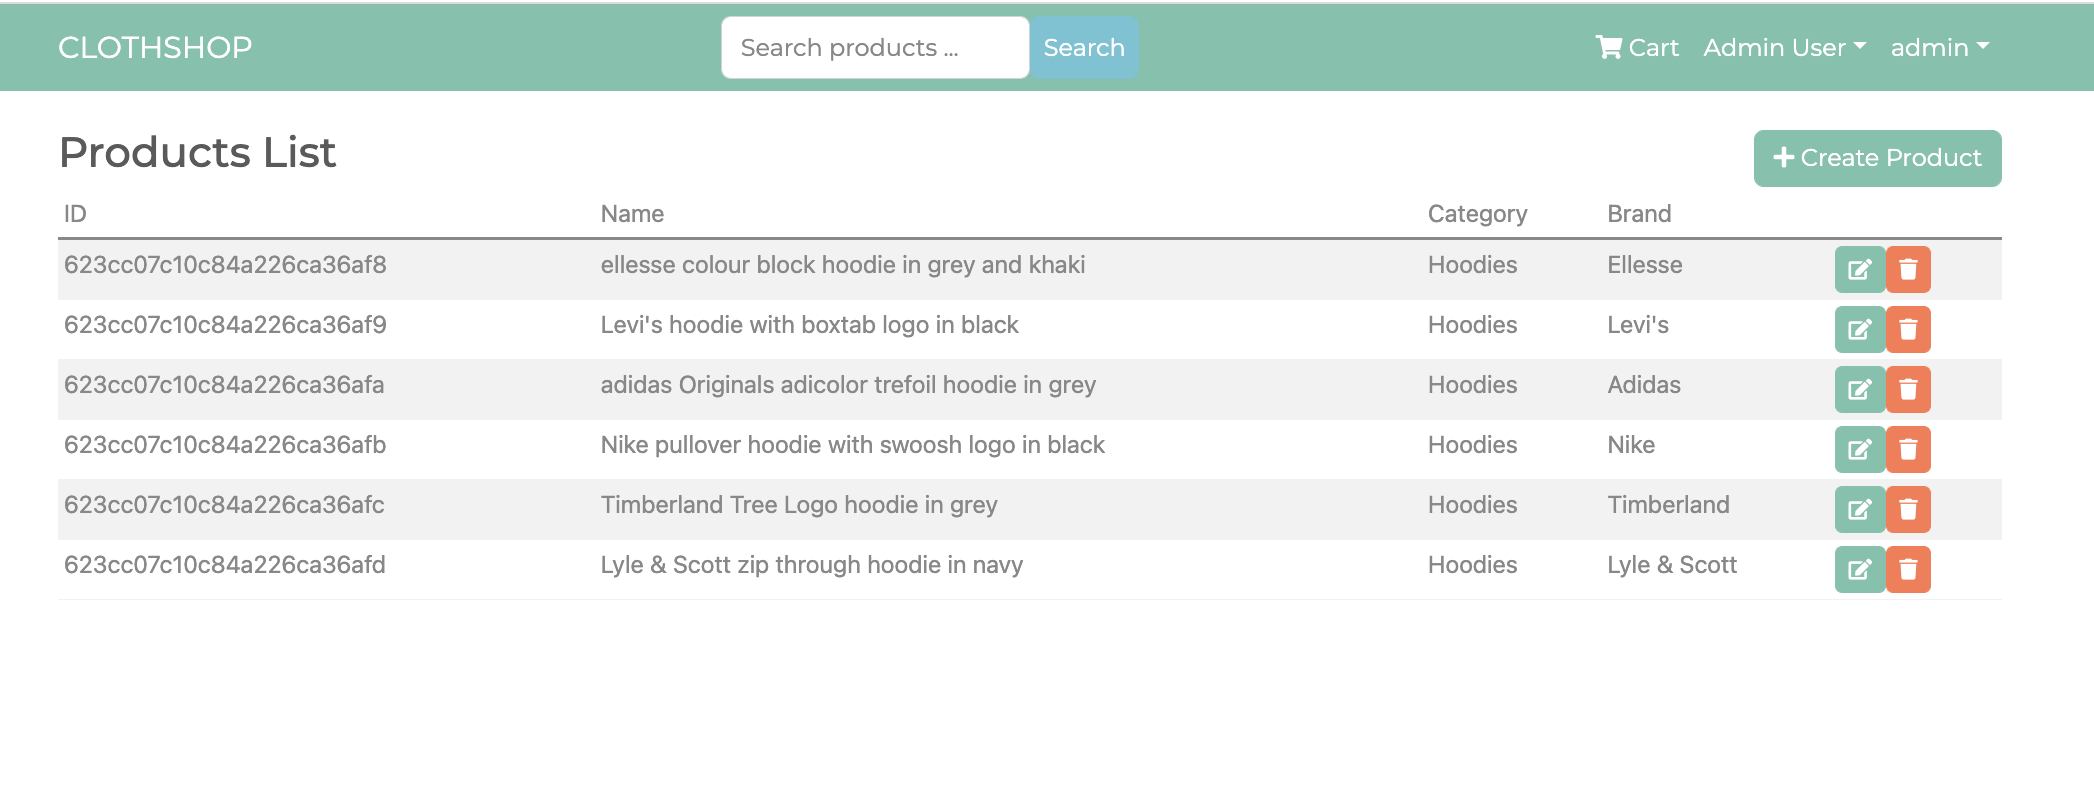 CLOTHSHOP Search products ... Search Cart Admin User admin
Products List Create Product
ID Name Category Brand
623cc07c10c84a226ca36af8 ellesse colour block hoodie in grey and khaki Hoodies Ellesse
623cc07c10c84a226ca36af9 Levi's hoodie with boxtab logo in black Hoodies Levi's
623cc07c10c84a226ca36afa adidas Originals adicolor trefoil hoodie in grey Hoodies Adidas
623cc07c10c84a226ca36afb Nike pullover hoodie with swoosh logo in black Hoodies Nike
623cc07c10c84a226ca36afc Timberland Tree Logo hoodie in grey Hoodies Timberland
623cc07c10c84a226ca36afd Lyle & Scott zip through hoodie in navy Hoodies Lyle & Scott